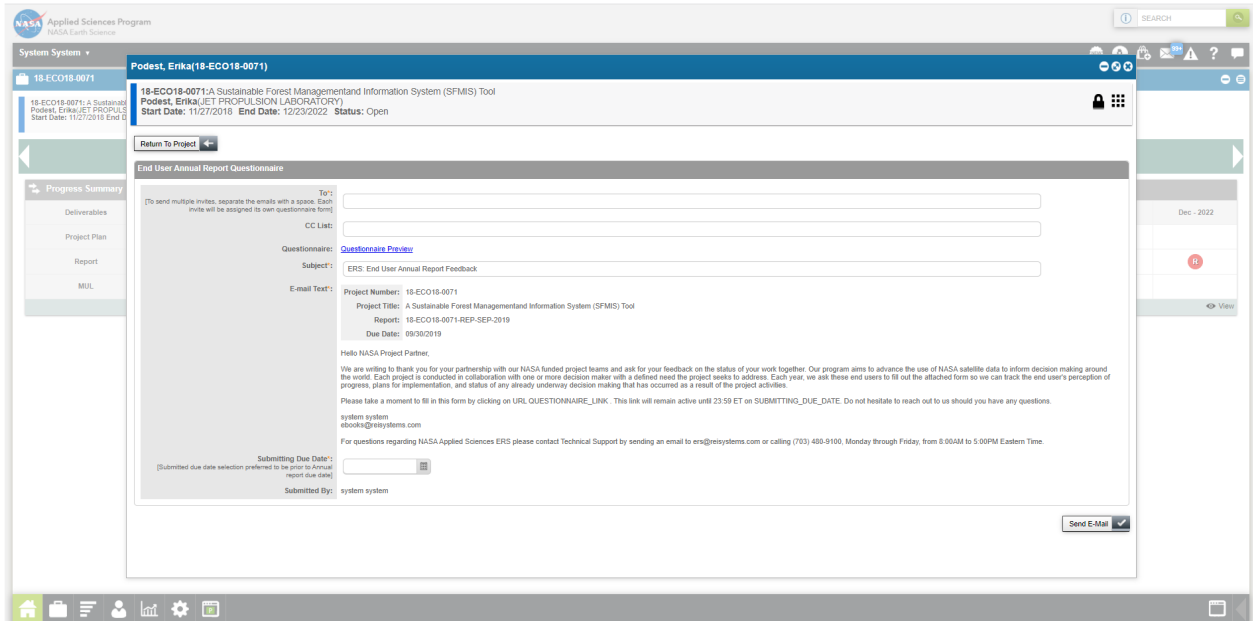 NASA
Applied Sciences Program
NASA Earth Science
SEARCH
System System
99+
?
18-ECO18-0071
18-ECO18-0071: A Sustainabl
Podest, Erika(JET PROPULS
Start Date: 11/27/2018 End D
Progress Summary
Deliverables
Project Plan
Report
MUL
Dec - 2022
R
View
Podest, Erika(18-ECO18-0071)
18-ECO18-0071:A Sustainable Forest Managementand Information System (SFMIS) Tool
Podest, Erika(JET PROPULSION LABORATORY)
Start Date: 11/27/2018 End Date: 12/23/2022 Status: Open
Return To Project
End User Annual Report Questionnaire
To*:
[To send multiple invites, separate the emails with a space. Each
invite will be assigned its own questionnaire form]
CC List:
Questionnaire: Questionnaire Preview
Subject*: ERS: End User Annual Report Feedback
E-mail Text*:
Project Number: 18-ECO18-0071
Project Title: A Sustainable Forest Managementand Information System (SFMIS) Tool
Report: 18-ECO18-0071-REP-SEP-2019
Due Date: 09/30/2019
Hello NASA Project Partner,
We are writing to thank you for your partnership with our NASA funded project teams and ask for your feedback on the status of your work together. Our program aims to advance the use of NASA satellite data to inform decision making around
the world. Each project is conducted in collaboration with one or more decision maker with a defined need the project seeks to address. Each year, we ask these end users to fill out the attached form so we can track the end user's perception of
progress, plans for implementation, and status of any already underway decision making that has occurred as a result of the project activities.
Please take a moment to fill in this form by clicking on URL QUESTIONNAIRE_LINK . This link will remain active until 23:59 ET on SUBMITTING_DUE_DATE. Do not hesitate to reach out to us should you have any questions.
system system
ebooks@reisystems.com
For questions regarding NASA Applied Sciences ERS please contact Technical Support by sending an email to ers@reisystems.com or calling (703) 480-9100, Monday through Friday, from 8:00AM to 5:00PM Eastern Time.
Submitting Due Date*:
[Submitted due date selection preferred to be prior to Annual
report due date]
Submitted By: system system
Send E-Mail
P